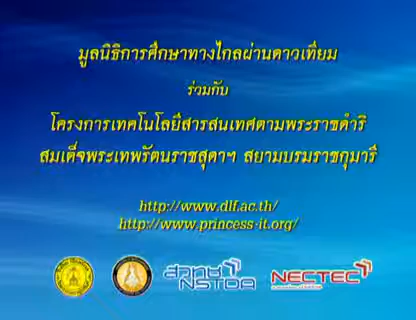 มูลนิธิการศึกษาทางไกลผ่านดาวเทียม
ร่วมกับ
โครงการเทคโนโลยีสารสนเทศตามพระราชดำริ
สมเด็จพระเทพรัตนราชสุดาฯ สยามบรมราชกุมารี
http://www.dlf.ac.th/
http://www.princess-it.org/
สวทช
NSTDA
NECTEC